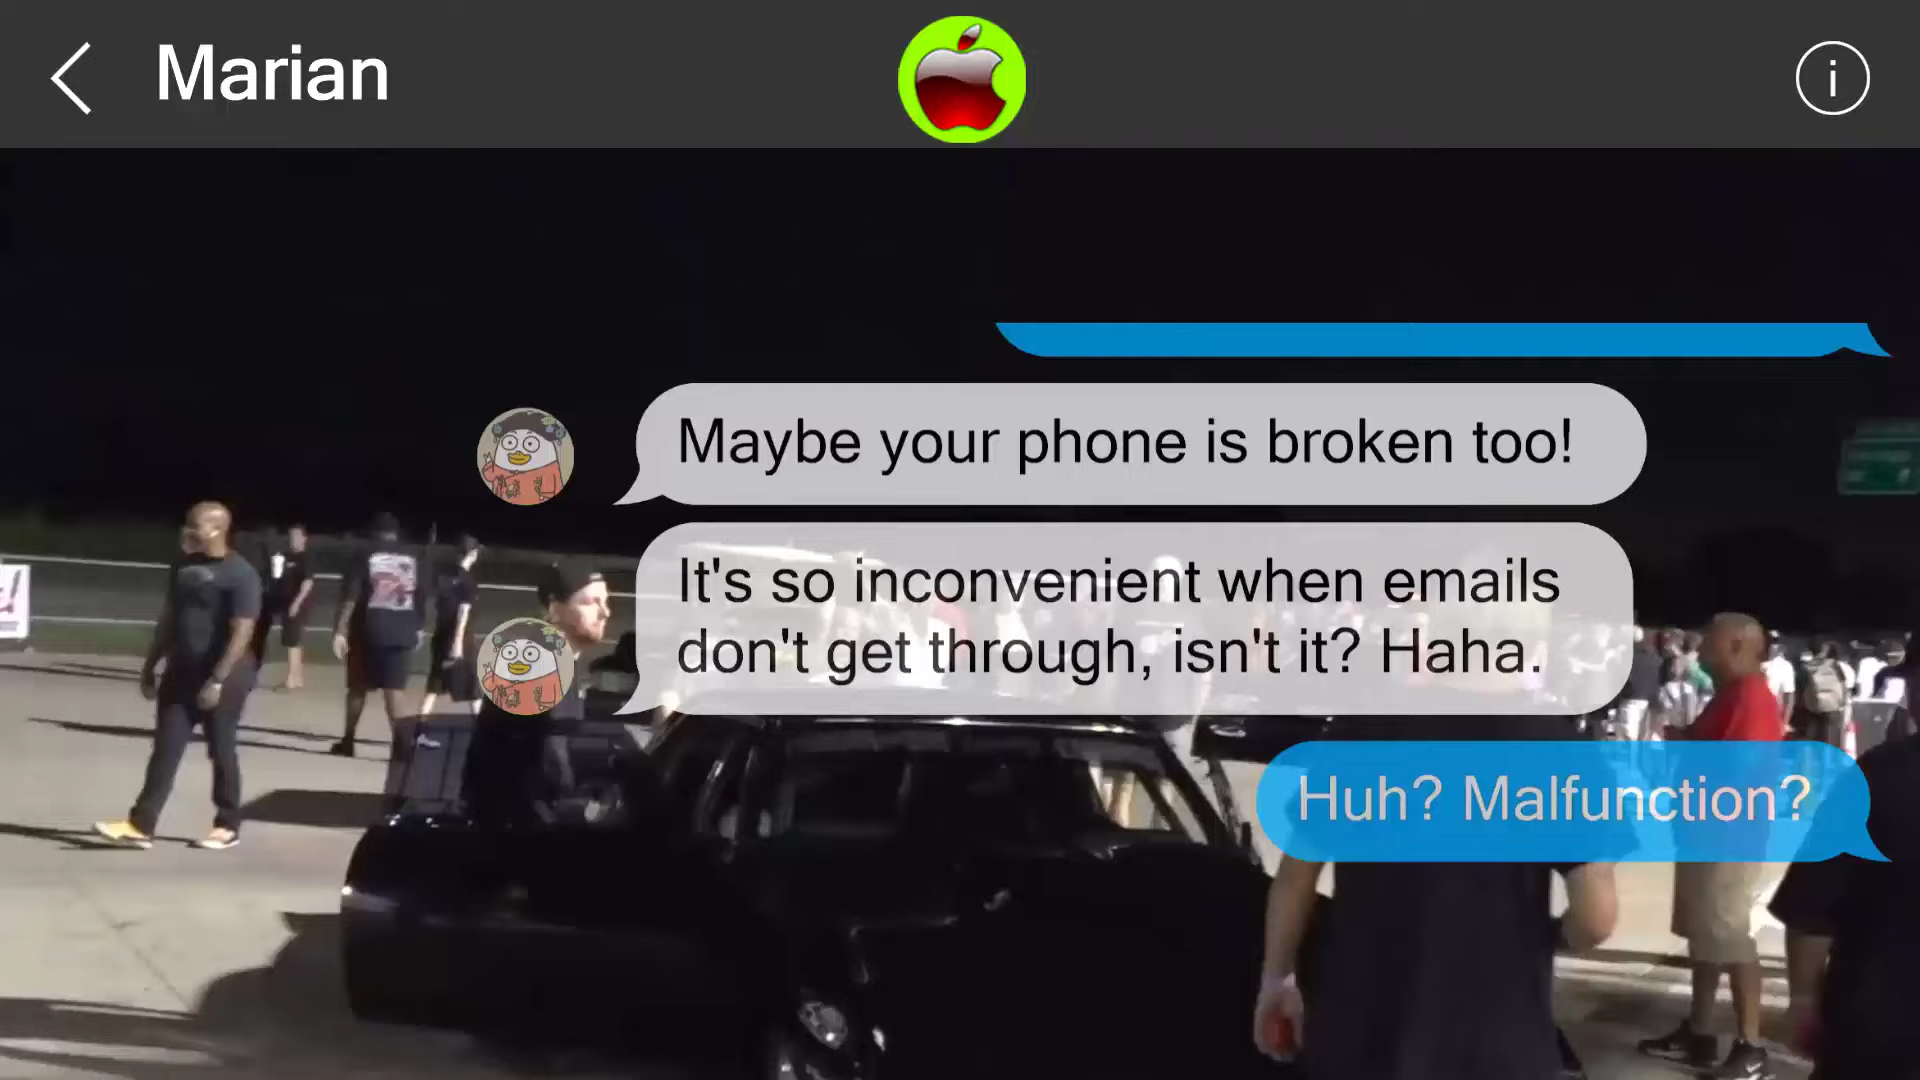 Marian
Maybe your phone is broken too!
It's so inconvenient when emails
don't get through, isn't it? Haha.
Huh? Malfunction?